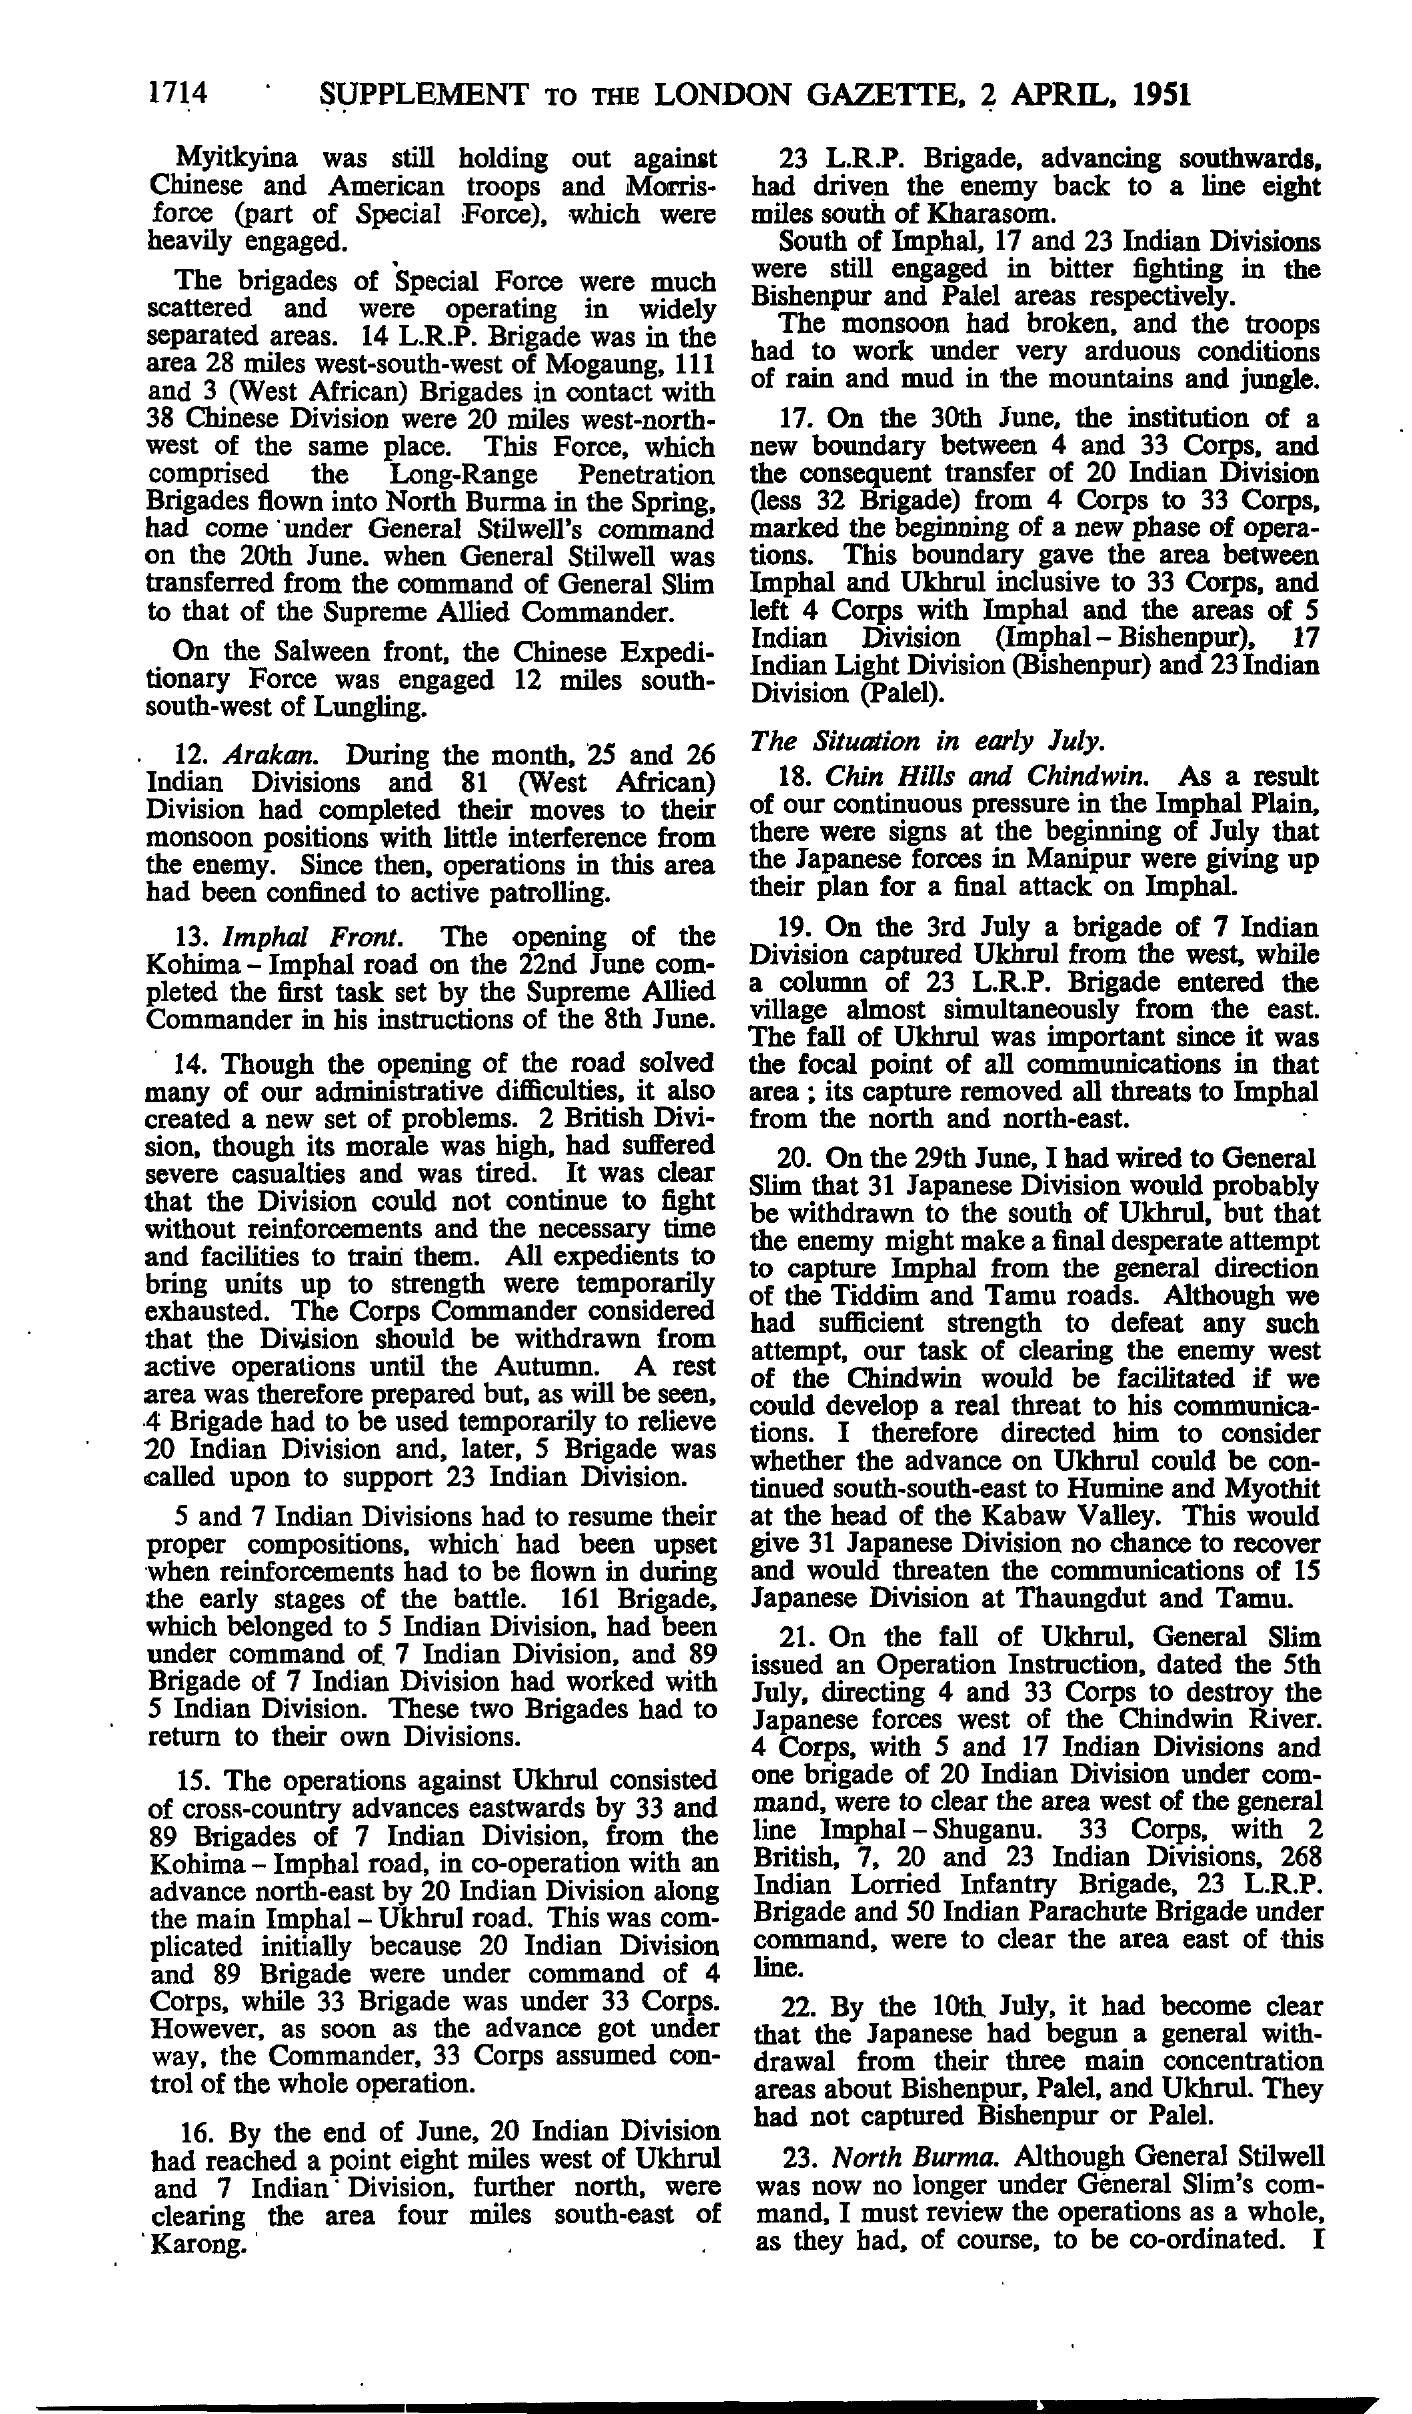 1714 SUPPLEMENT TO THE LONDON GAZETTE, 2 APRIL, 1951
Myitkyina was still holding out against
Chinese and American troops and Morris-
force (part of Special Force), which were
heavily engaged.
The brigades of Special Force were much
scattered and were operating in widely
separated areas. 14 L.R.P. Brigade was in the
area 28 miles west-south-west of Mogaung, 111
and 3 (West African) Brigades in contact with
38 Chinese Division were 20 miles west-north-
west of the same place. This Force, which
comprised the Long-Range Penetration
Brigades flown into North Burma in the Spring,
had come under General Stilwell's command
on the 20th June. when General Stilwell was
transferred from the command of General Slim
to that of the Supreme Allied Commander.
On the Salween front, the Chinese Expedi-
tionary Force was engaged 12 miles south-
south-west of Lungling.
12. Arakan. During the month, 25 and 26
Indian Divisions and 81 (West African)
Division had completed their moves to their
monsoon positions with little interference from
the enemy. Since then, operations in this area
had been confined to active patrolling.
13. Imphal Front. The opening of the
Kohima – Imphal road on the 22nd June com-
pleted the first task set by the Supreme Allied
Commander in his instructions of the 8th June.
14. Though the opening of the road solved
many of our administrative difficulties, it also
created a new set of problems. 2 British Divi-
sion, though its morale was high, had suffered
severe casualties and was tired. It was clear
that the Division could not continue to fight
without reinforcements and the necessary time
and facilities to train them. All expedients to
bring units up to strength were temporarily
exhausted. The Corps Commander considered
that the Division should be withdrawn from
active operations until the Autumn. A rest
area was therefore prepared but, as will be seen,
4 Brigade had to be used temporarily to relieve
20 Indian Division and, later, 5 Brigade was
called upon to support 23 Indian Division.
5 and 7 Indian Divisions had to resume their
proper compositions, which had been upset
when reinforcements had to be flown in during
the early stages of the battle. 161 Brigade,
which belonged to 5 Indian Division, had been
under command of 7 Indian Division, and 89
Brigade of 7 Indian Division had worked with
5 Indian Division. These two Brigades had to
return to their own Divisions.
15. The operations against Ukhrul consisted
of cross-country advances eastwards by 33 and
89 Brigades of 7 Indian Division, from the
Kohima – Imphal road, in co-operation with an
advance north-east by 20 Indian Division along
the main Imphal – Ukhrul road. This was com-
plicated initially because 20 Indian Division
and 89 Brigade were under command of 4
Corps, while 33 Brigade was under 33 Corps.
However, as soon as the advance got under
way, the Commander, 33 Corps assumed con-
trol of the whole operation.
16. By the end of June, 20 Indian Division
had reached a point eight miles west of Ukhrul
and 7 Indian Division, further north, were
clearing the area four miles south-east of
Karong.
23 L.R.P. Brigade, advancing southwards,
had driven the enemy back to a line eight
miles south of Kharasom.
South of Imphal, 17 and 23 Indian Divisions
were still engaged in bitter fighting in the
Bishenpur and Palel areas respectively.
The monsoon had broken, and the troops
had to work under very arduous conditions
of rain and mud in the mountains and jungle.
17. On the 30th June, the institution of a
new boundary between 4 and 33 Corps, and
the consequent transfer of 20 Indian Division
(less 32 Brigade) from 4 Corps to 33 Corps,
marked the beginning of a new phase of opera-
tions. This boundary gave the area between
Imphal and Ukhrul inclusive to 33 Corps, and
left 4 Corps with Imphal and the areas of 5
Indian Division (Imphal – Bishenpur), 17
Indian Light Division (Bishenpur) and 23 Indian
Division (Palel).
The Situation in early July.
18. Chin Hills and Chindwin. As a result
of our continuous pressure in the Imphal Plain,
there were signs at the beginning of July that
the Japanese forces in Manipur were giving up
their plan for a final attack on Imphal.
19. On the 3rd July a brigade of 7 Indian
Division captured Ukhrul from the west, while
a column of 23 L.R.P. Brigade entered the
village almost simultaneously from the east.
The fall of Ukhrul was important since it was
the focal point of all communications in that
area ; its capture removed all threats to Imphal
from the north and north-east.
20. On the 29th June, I had wired to General
Slim that 31 Japanese Division would probably
be withdrawn to the south of Ukhrul, but that
the enemy might make a final desperate attempt
to capture Imphal from the general direction
of the Tiddim and Tamu roads. Although we
had sufficient strength to defeat any such
attempt, our task of clearing the enemy west
of the Chindwin would be facilitated if we
could develop a real threat to his communica-
tions. I therefore directed him to consider
whether the advance on Ukhrul could be con-
tinued south-south-east to Humine and Myothit
at the head of the Kabaw Valley. This would
give 31 Japanese Division no chance to recover
and would threaten the communications of 15
Japanese Division at Thaungdut and Tamu.
21. On the fall of Ukhrul, General Slim
issued an Operation Instruction, dated the 5th
July, directing 4 and 33 Corps to destroy the
Japanese forces west of the Chindwin River.
4 Corps, with 5 and 17 Indian Divisions and
one brigade of 20 Indian Division under com-
mand, were to clear the area west of the general
line Imphal – Shuganu. 33 Corps, with 2
British, 7, 20 and 23 Indian Divisions, 268
Indian Lorried Infantry Brigade, 23 L.R.P.
Brigade and 50 Indian Parachute Brigade under
command, were to clear the area east of this
line.
22. By the 10th July, it had become clear
that the Japanese had begun a general with-
drawal from their three main concentration
areas about Bishenpur, Palel, and Ukhrul. They
had not captured Bishenpur or Palel.
23. North Burma. Although General Stilwell
was now no longer under General Slim's com-
mand, I must review the operations as a whole,
as they had, of course, to be co-ordinated. I